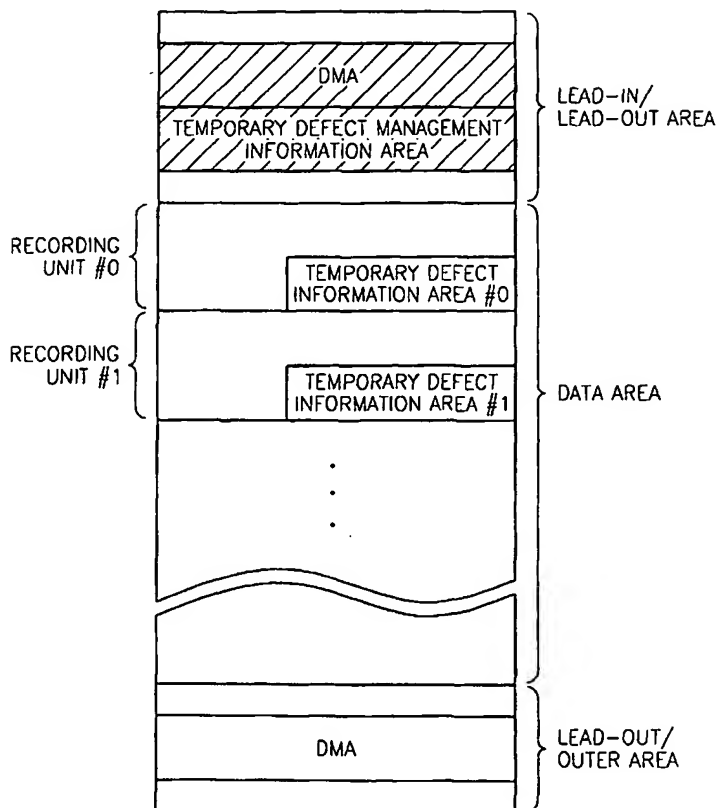 DMA
TEMPORARY DEFECT MANAGEMENT
INFORMATION AREA
LEAD-IN/
LEAD-OUT AREA
RECORDING
UNIT #0
TEMPORARY DEFECT
INFORMATION AREA #0
RECORDING
UNIT #1
TEMPORARY DEFECT
INFORMATION AREA #1
DATA AREA
DMA
LEAD-OUT/
OUTER AREA